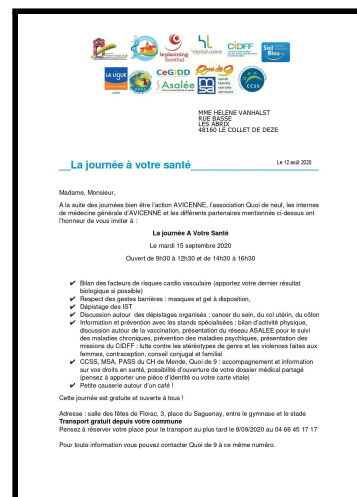 le planning
familial
hôpital lozère
CIDFF
Siel
Bleu
LA LIGUE
CeGIDD
Asalée
Quoi de 9
santé
famille
retraite
services
CCSS
MME HELENE VANHALST
RUE BASSE
LES ABRIX
48160 LE COLLET DE DEZE
__La journée à votre santé
Le 12 août 2020
Madame, Monsieur,
A la suite des journées bien être l'action AVICENNE, l'association Quoi de neuf, les internes
de médecine générale d'AVICENNE et les différents partenaires mentionnées ci-dessus ont
l'honneur de vous inviter à :
La journée A Votre Santé
Le mardi 15 septembre 2020
Ouvert de 9h30 à 12h30 et de 14h30 à 16h30
✔ Bilan des facteurs de risques cardio vasculaire (apportez votre dernier résultat
biologique si possible)
✔ Respect des gestes barrières : masques et gel à disposition,
✔ Dépistage des IST
✔ Discussion autour des dépistages organisés : cancer du sein, du col utérin, du côlon
✔ Information et prévention avec les stands spécialisées : bilan d'activité physique,
discussion autour de la vaccination, présentation du réseau ASALEE pour le suivi
des maladies chroniques, prévention des maladies psychiques, présentation des
missions du CIDFF : lutte contre les stéréotypes de genre et les violences faites aux
femmes, contraception, conseil conjugal et familial
✔ CCSS, MSA, PASS du CH de Mende, Quoi de 9 : accompagnement et information
sur vos droits en santé, possibilité d'ouverture de votre dossier médical partagé
(pensez à apporter une pièce d'identité ou votre carte vitale)
✔ Petite causerie autour d'un café !
Cette journée est gratuite et ouverte à tous !
Adresse : salle des fêtes de Florac, 3, place du Saguenay, entre le gymnase et le stade
Transport gratuit depuis votre commune
Pensez à réserver votre place pour le transport au plus tard le 8/09/2020 au 04 66 45 17 17
Pour toute information vous pouvez contacter Quoi de 9 à ce même numéro.